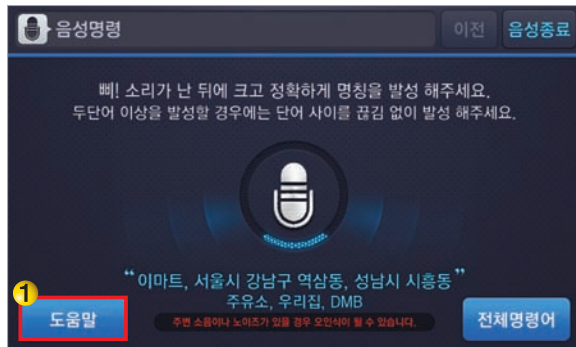 음성명령
이전
음성종료
삐! 소리가 난 뒤에 크고 정확하게 명칭을 발성 해주세요.
두단어 이상을 발성할 경우에는 단어 사이를 끊김 없이 발성 해주세요.
“이마트, 서울시 강남구 역삼동, 성남시 시흥동”
주유소, 우리집, DMB
1
도움말
주변 소음이나 노이즈가 있을 경우 오인식이 될 수 있습니다.
전체명령어